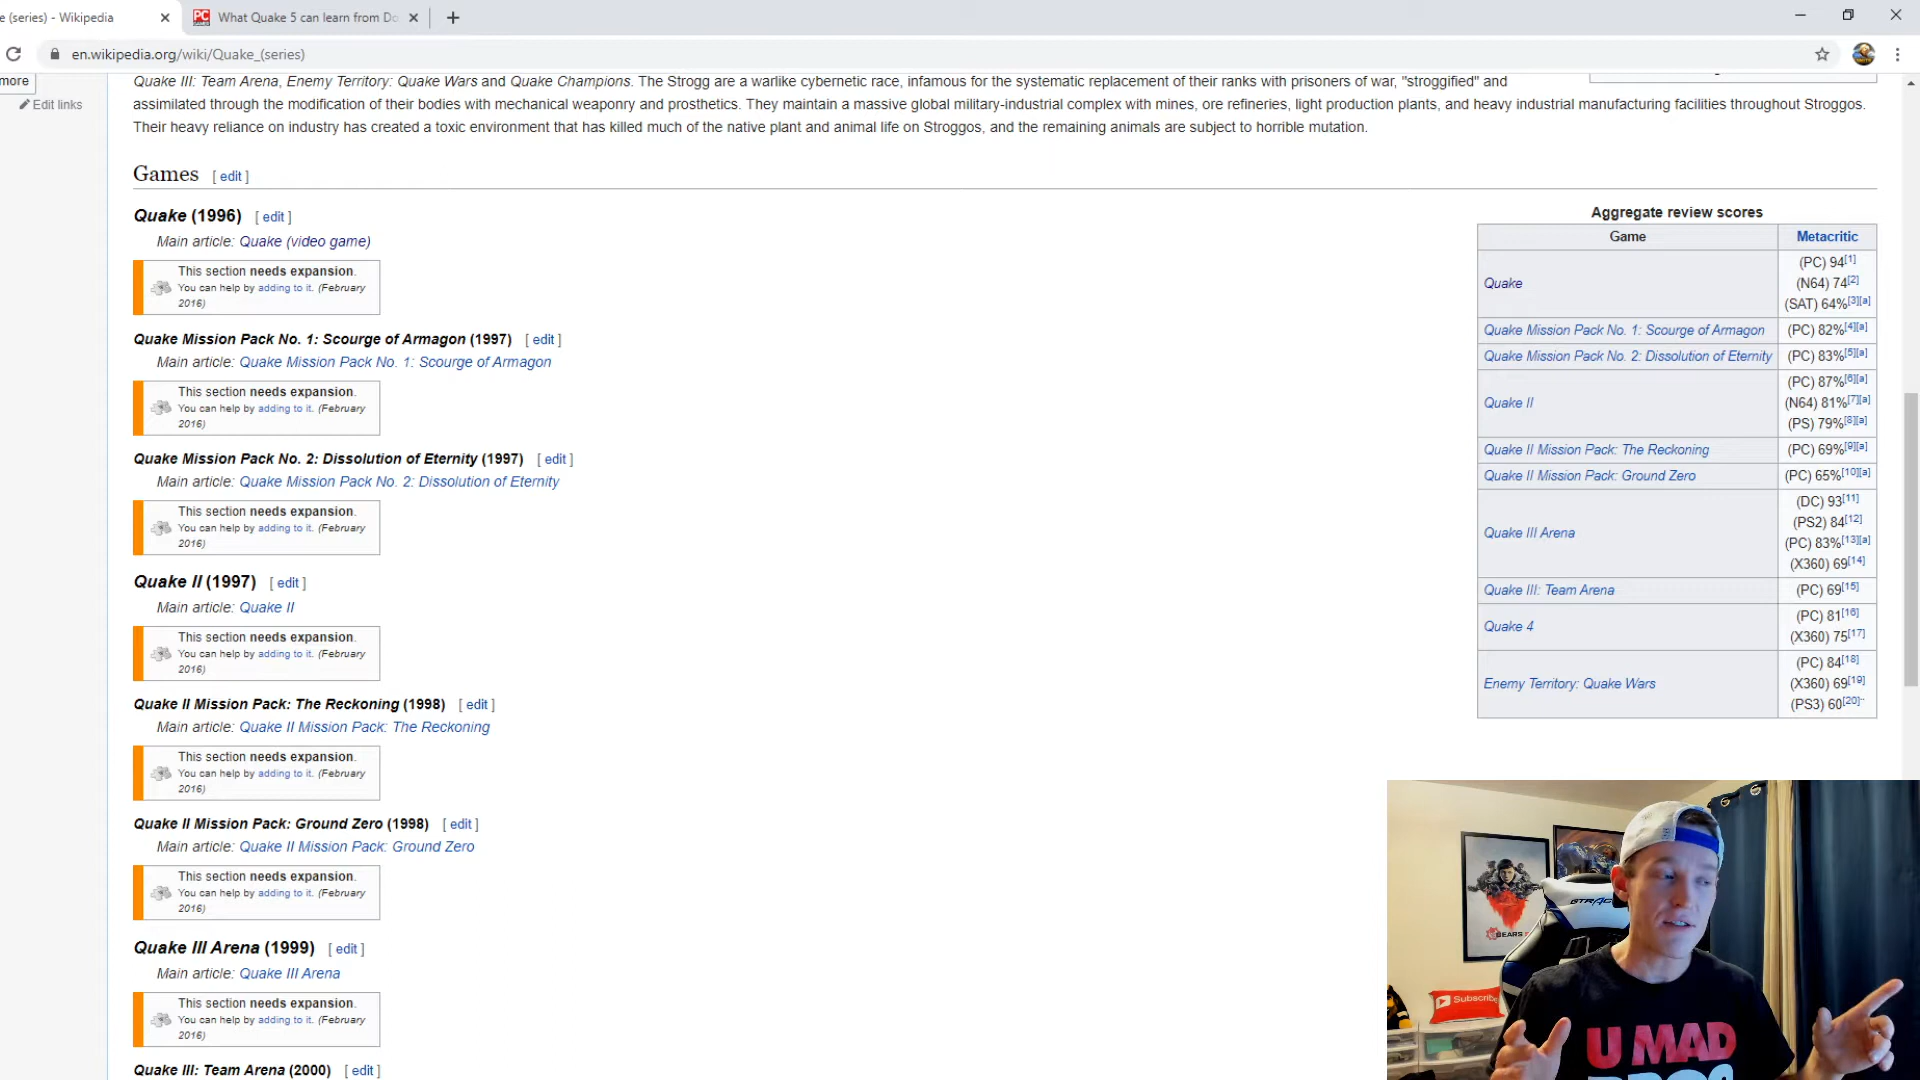 e (series) - Wikipedia
What Quake 5 can learn from Do
en.wikipedia.org/wiki/Quake_(series)
more
Edit links
Quake III: Team Arena, Enemy Territory: Quake Wars and Quake Champions. The Strogg are a warlike cybernetic race, infamous for the systematic replacement of their ranks with prisoners of war, "stroggified" and
assimilated through the modification of their bodies with mechanical weaponry and prosthetics. They maintain a massive global military-industrial complex with mines, ore refineries, light production plants, and heavy industrial manufacturing facilities throughout Stroggos.
Their heavy reliance on industry has created a toxic environment that has killed much of the native plant and animal life on Stroggos, and the remaining animals are subject to horrible mutation.
Games [ edit ]
Quake (1996) [ edit ]
Main article: Quake (video game)
This section needs expansion.
You can help by adding to it. (February
2016)
Quake Mission Pack No. 1: Scourge of Armagon (1997) [ edit ]
Main article: Quake Mission Pack No. 1: Scourge of Armagon
This section needs expansion.
You can help by adding to it. (February
2016)
Quake Mission Pack No. 2: Dissolution of Eternity (1997) [ edit ]
Main article: Quake Mission Pack No. 2: Dissolution of Eternity
This section needs expansion.
You can help by adding to it. (February
2016)
Quake II (1997) [ edit ]
Main article: Quake II
This section needs expansion.
You can help by adding to it. (February
2016)
Quake II Mission Pack: The Reckoning (1998) [ edit ]
Main article: Quake II Mission Pack: The Reckoning
This section needs expansion.
You can help by adding to it. (February
2016)
Quake II Mission Pack: Ground Zero (1998) [ edit ]
Main article: Quake II Mission Pack: Ground Zero
This section needs expansion.
You can help by adding to it. (February
2016)
Quake III Arena (1999) [ edit ]
Main article: Quake III Arena
This section needs expansion.
You can help by adding to it. (February
2016)
Quake III: Team Arena (2000) [ edit ]
Aggregate review scores
Game Metacritic
Quake
(PC) 94[1]
(N64) 74[2]
(SAT) 64%[3][a]
Quake Mission Pack No. 1: Scourge of Armagon (PC) 82%[4][a]
Quake Mission Pack No. 2: Dissolution of Eternity (PC) 83%[5][a]
Quake II
(PC) 87%[6][a]
(N64) 81%[7][a]
(PS) 79%[8][a]
Quake II Mission Pack: The Reckoning (PC) 69%[9][a]
Quake II Mission Pack: Ground Zero (PC) 65%[10][a]
Quake III Arena
(DC) 93[11]
(PS2) 84[12]
(PC) 83%[13][a]
(X360) 69[14]
Quake III: Team Arena (PC) 69[15]
Quake 4
(PC) 81[16]
(X360) 75[17]
Enemy Territory: Quake Wars
(PC) 84[18]
(X360) 69[19]
(PS3) 60[20]
GEARS
GTRAC
Subscribe
U MAD